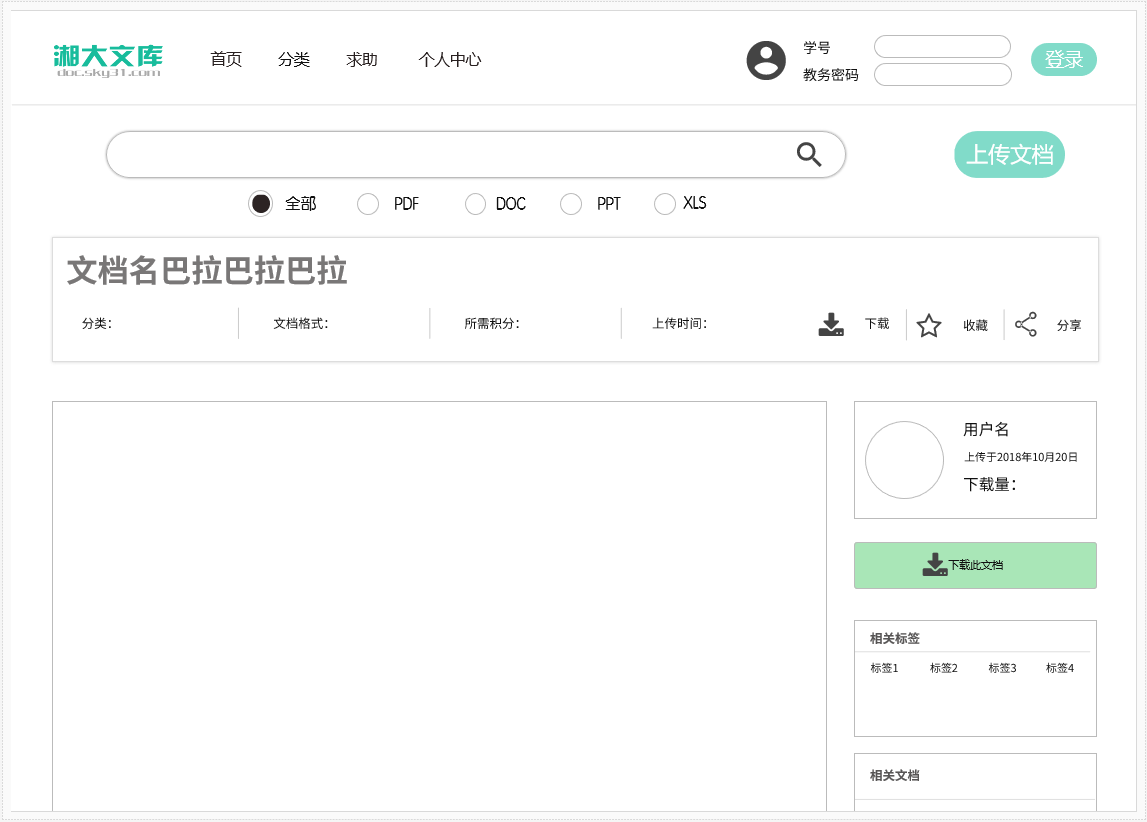 湘大文库
doc.sky31.com
首页 分类 求助 个人中心
学号
教务密码
登录
上传文档
全部 PDF DOC PPT XLS
文档名巴拉巴拉巴拉
分类： 文档格式： 所需积分： 上传时间： 下载 收藏 分享
用户名
上传于2018年10月20日
下载量：
下载此文档
相关标签
标签1 标签2 标签3 标签4
相关文档